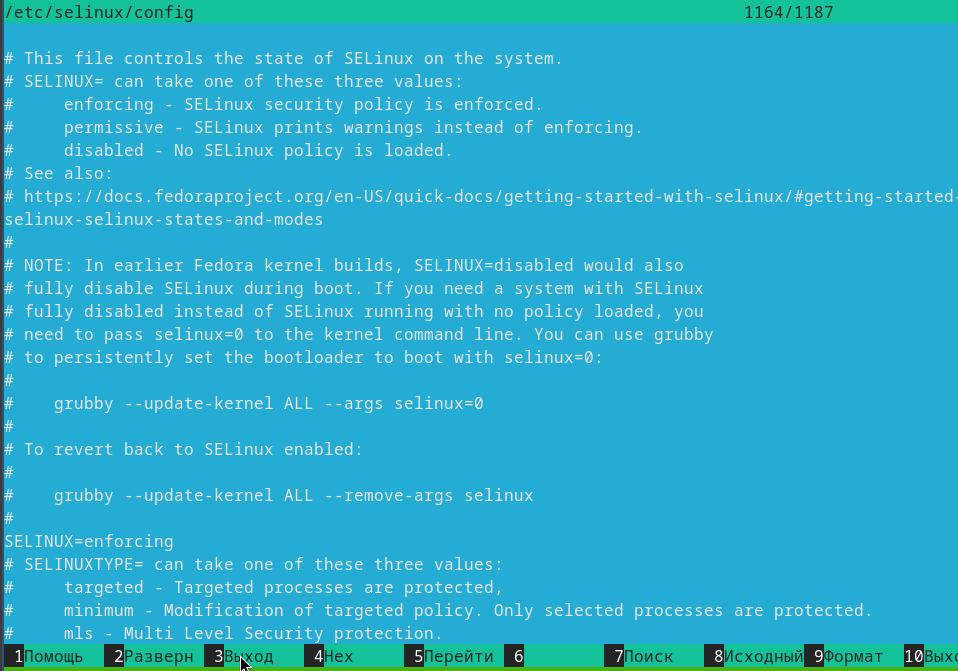 /etc/selinux/config 1164/1187
# This file controls the state of SELinux on the system.
# SELINUX= can take one of these three values:
#     enforcing - SELinux security policy is enforced.
#     permissive - SELinux prints warnings instead of enforcing.
#     disabled - No SELinux policy is loaded.
# See also:
# https://docs.fedoraproject.org/en-US/quick-docs/getting-started-with-selinux/#getting-started-
selinux-selinux-states-and-modes
#
# NOTE: In earlier Fedora kernel builds, SELINUX=disabled would also
# fully disable SELinux during boot. If you need a system with SELinux
# fully disabled instead of SELinux running with no policy loaded, you
# need to pass selinux=0 to the kernel command line. You can use grubby
# to persistently set the bootloader to boot with selinux=0:
#
#    grubby --update-kernel ALL --args selinux=0
#
# To revert back to SELinux enabled:
#
#    grubby --update-kernel ALL --remove-args selinux
#
SELINUX=enforcing
# SELINUXTYPE= can take one of these three values:
#     targeted - Targeted processes are protected,
#     minimum - Modification of targeted policy. Only selected processes are protected.
#     mls - Multi Level Security protection.
1Помощь 2Разверн 3Выход 4Hex 5Перейти 6 7Поиск 8Исходный 9Формат 10Выхо